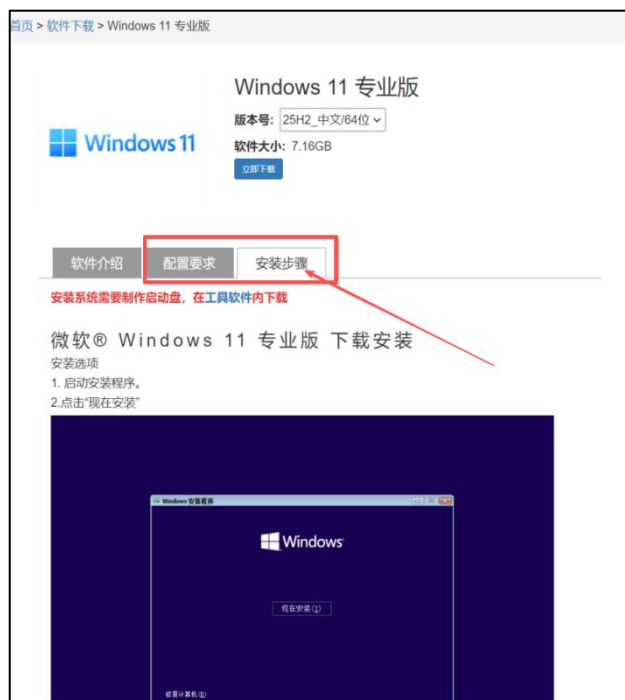 首页 > 软件下载 > Windows 11 专业版
Windows 11 专业版
版本号: 25H2_中文/64位
Windows 11
软件大小: 7.16GB
立即下载
软件介绍 配置要求 安装步骤
安装系统需要制作启动盘，在工具软件内下载
微软® Windows 11 专业版 下载安装
安装选项
1. 启动安装程序。
2.点击“现在安装”
Windows 安装程序
Windows
现在安装(I)
修复计算机(R)